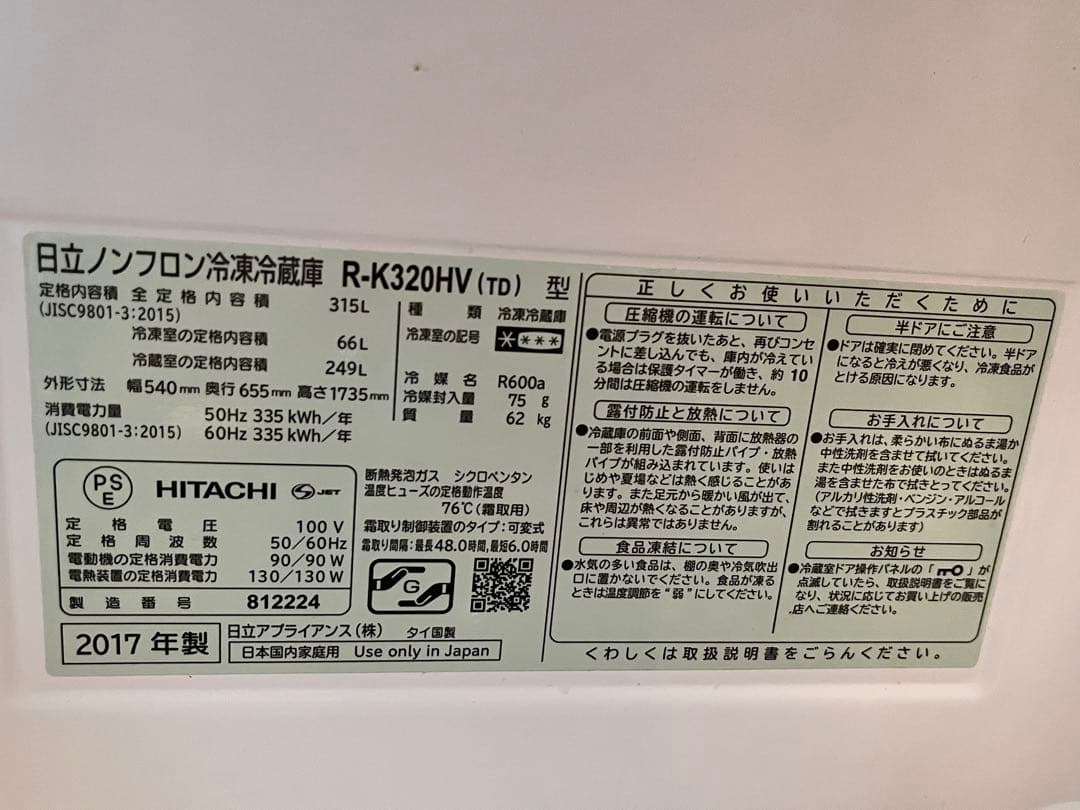 日立ノンフロン冷凍冷蔵庫 R-K320HV(TD) 型
定格内容積 全定格内容積 315L
(JISC9801-3:2015)
冷凍室の定格内容積 66L
冷蔵室の定格内容積 249L
外形寸法 幅540mm 奥行655mm 高さ1735mm
消費電力量 50Hz 335kWh/年
(JISC9801-3:2015) 60Hz 335kWh/年
種類 冷凍冷蔵庫
冷凍室の記号 ****
冷媒名 R600a
冷媒封入量 75 g
質量 62 kg
PSE HITACHI JET
定格電圧 100V
定格周波数 50/60Hz
電動機の定格消費電力 90/90W
電熱装置の定格消費電力 130/130W
製造番号 812224
断熱発泡ガス シクロペンタン
温度ヒューズの定格動作温度
76℃(霜取用)
霜取り制御装置のタイプ:可変式
霜取り間隔:最長48.0時間,最短6.0時間
G
2017年製
日立アプライアンス(株) タイ国製
日本国内家庭用 Use only in Japan
正しくお使いいただくために
圧縮機の運転について
●電源プラグを抜いたあと、再びコンセ
ントに差し込んでも、庫内が冷えてい
る場合は保護タイマーが働き、約10
分間は圧縮機の運転をしません。
露付防止と放熱について
●冷蔵庫の前面や側面、背面に放熱器の
一部を利用した露付防止パイプ・放熱
パイプが組み込まれています。使いは
じめや夏場などは熱く感じることがあ
ります。また足元から暖かい風が出て、
床や周辺が熱くなることがありますが、
これらは異常ではありません。
食品凍結について
●水気の多い食品は、棚の奥や冷気吹出
口に置かないでください。食品が凍る
ときは温度調節を“弱”にしてください。
半ドアにご注意
●ドアは確実に閉めてください。半ドア
になると冷えが悪くなり、冷凍食品が
とける原因になります。
お手入れについて
●お手入れは、柔らかい布にぬるま湯か
中性洗剤を含ませて拭いてください。
また中性洗剤をお使いのときはぬるま
湯を含ませた布で拭きとってください。
(アルカリ性洗剤・ベンジン・アルコール
などで拭きますとプラスチック部品が
割れることがあります)
お知らせ
●冷蔵室ドア操作パネルの「」が
点滅していたら、取扱説明書をご覧に
なり、状況に応じてお買い上げの販売
店へご連絡ください。
くわしくは取扱説明書をごらんください。